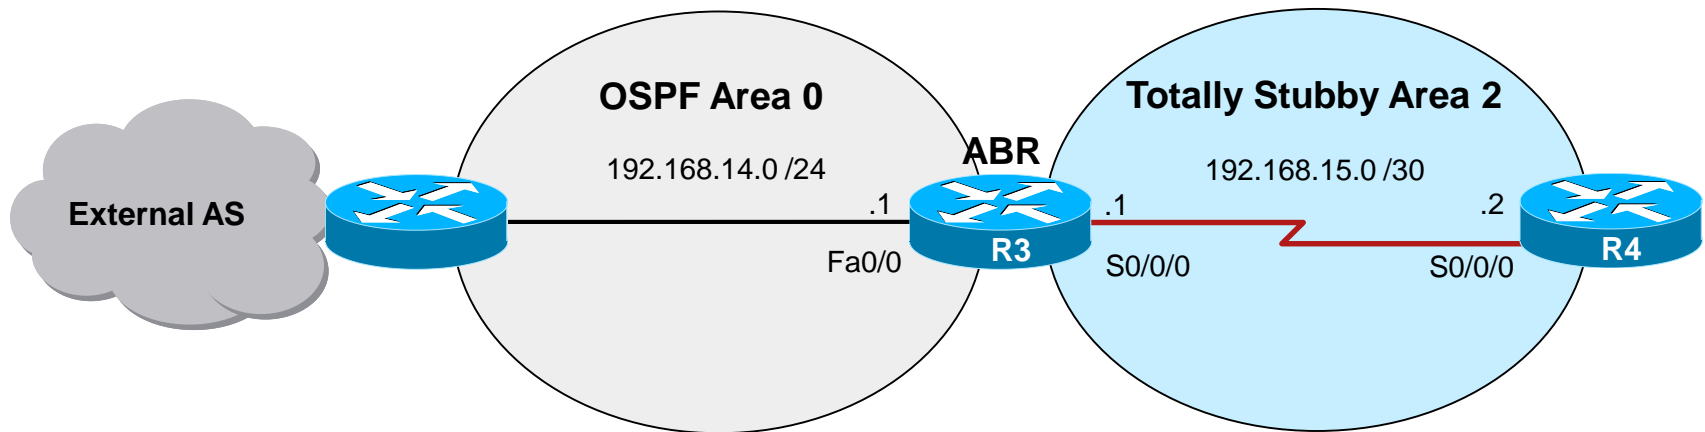 OSPF Area 0
Totally Stubby Area 2
ABR
192.168.14.0 /24
192.168.15.0 /30
External AS
.1
.1
.2
R3
R4
Fa0/0
S0/0/0
S0/0/0